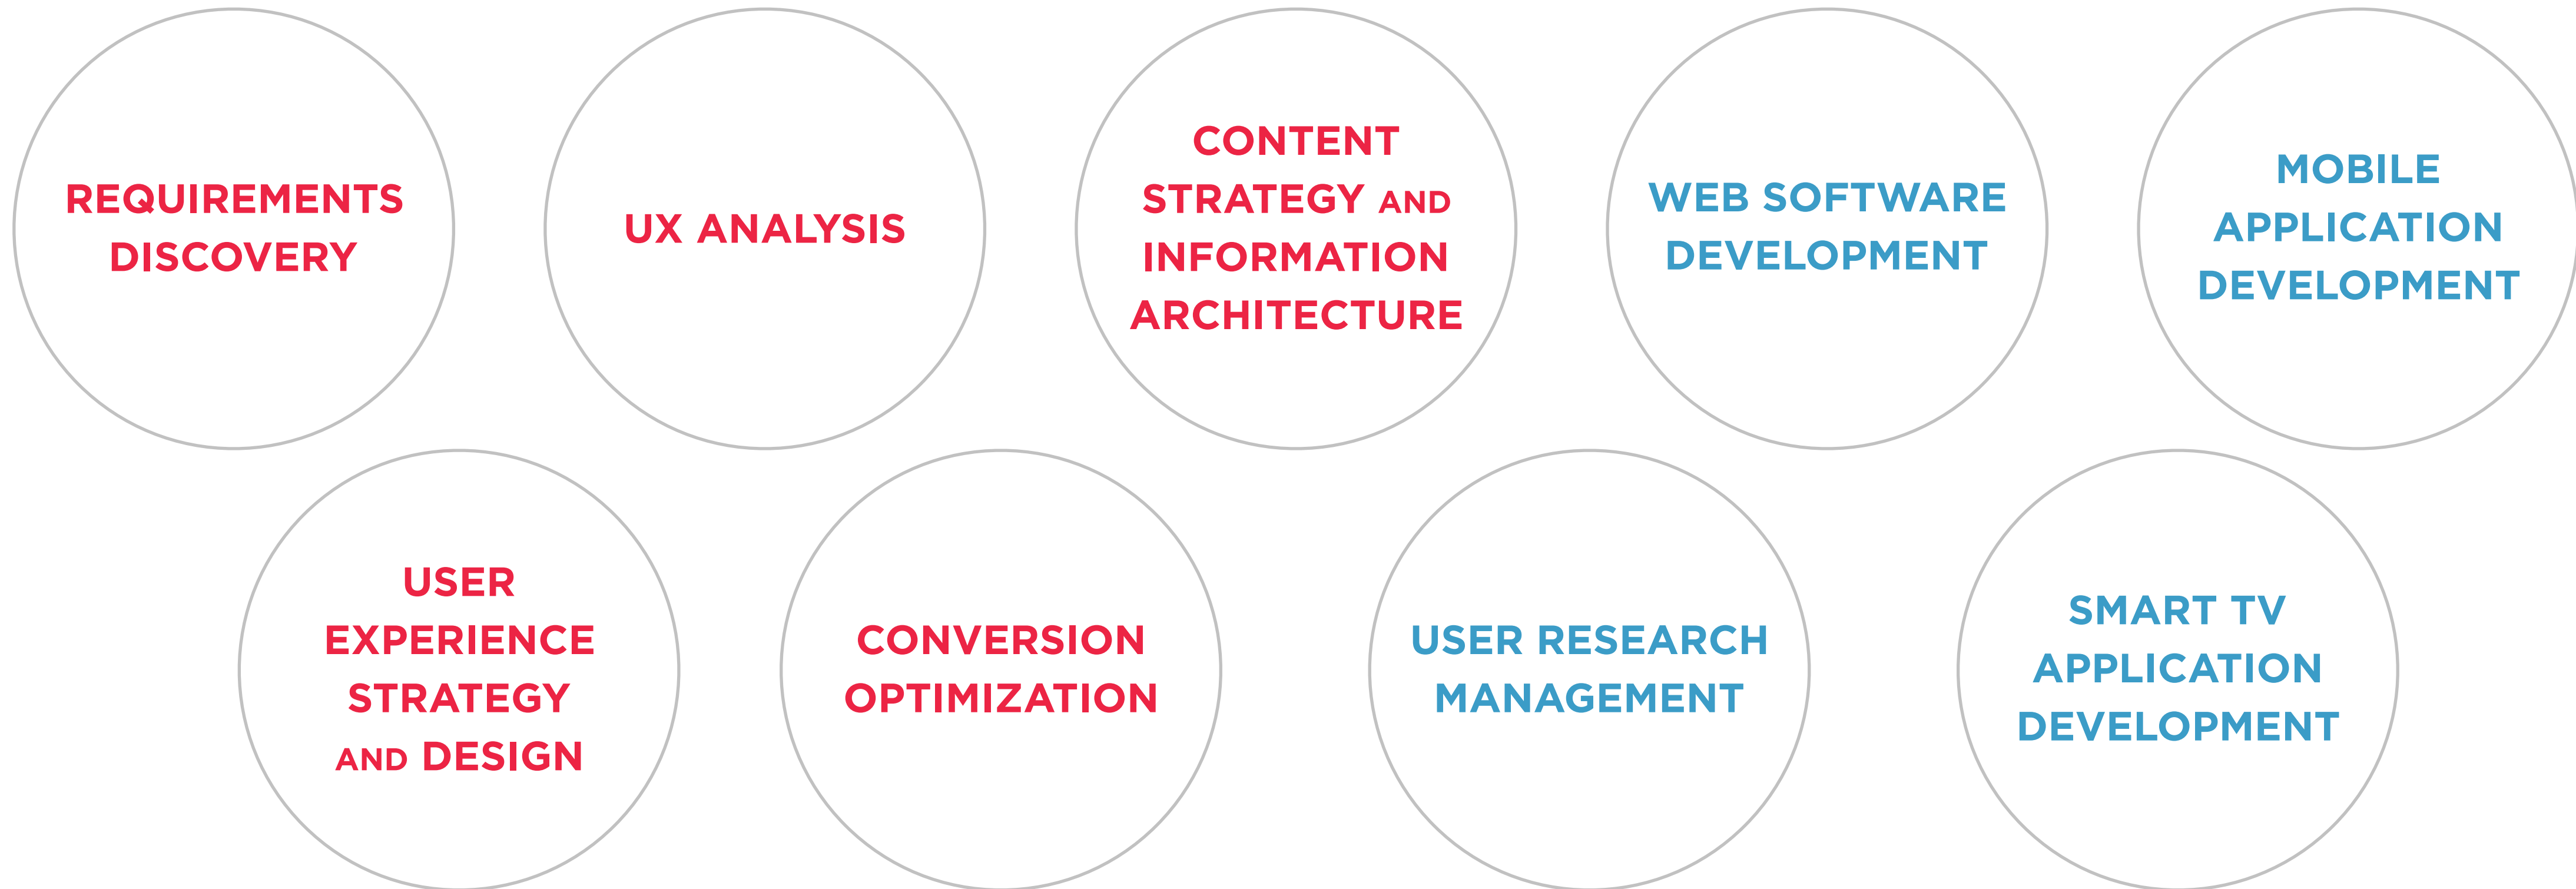 REQUIREMENTS
DISCOVERY
UX ANALYSIS
CONTENT
STRATEGY AND
INFORMATION
ARCHITECTURE
WEB SOFTWARE
DEVELOPMENT
MOBILE
APPLICATION
DEVELOPMENT
USER
EXPERIENCE
STRATEGY
AND DESIGN
CONVERSION
OPTIMIZATION
USER RESEARCH
MANAGEMENT
SMART TV
APPLICATION
DEVELOPMENT